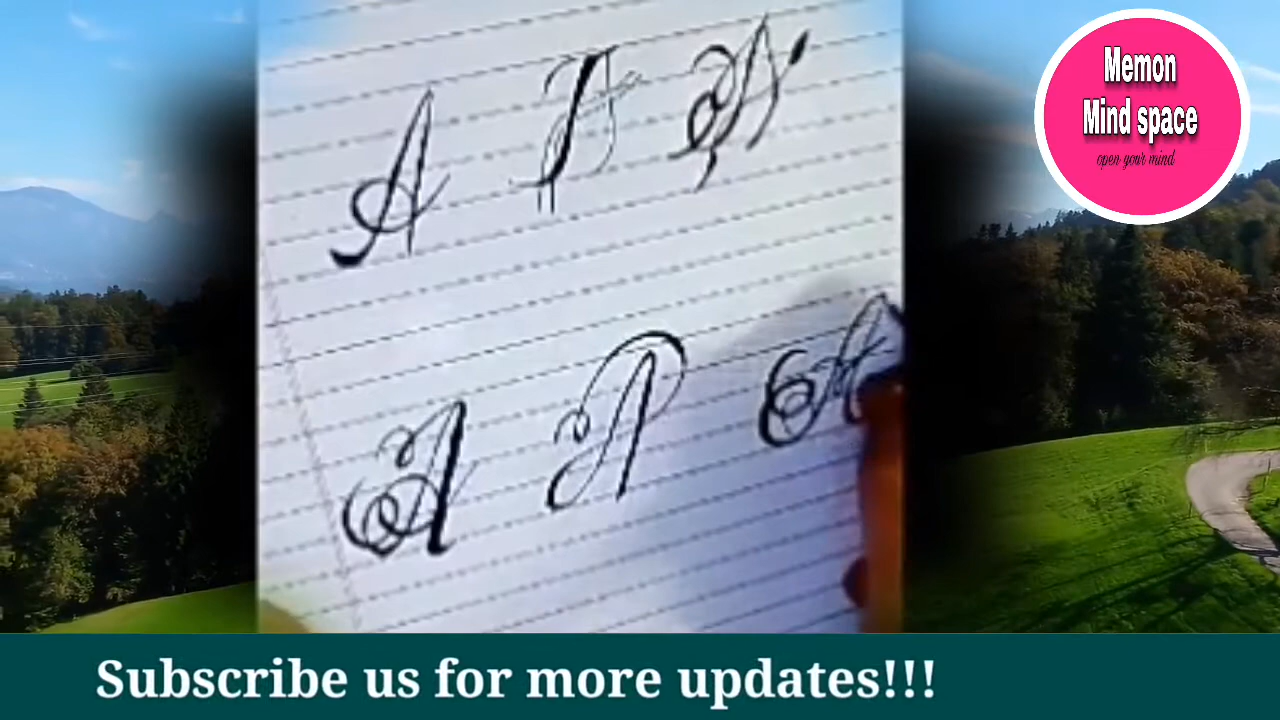 A A A
A A A
Memon
Mind space
open your mind
Subscribe us for more updates!!!